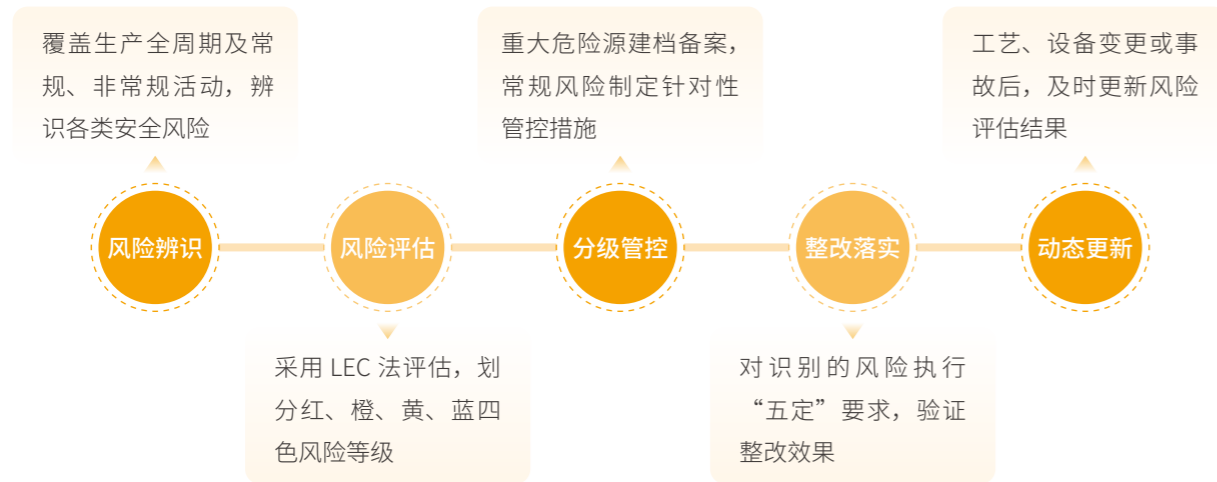 覆盖生产全周期及常
规、非常规活动，辨
识各类安全风险
重大危险源建档备案，
常规风险制定针对性
管控措施
工艺、设备变更或事
故后，及时更新风险
评估结果
风险辨识
风险评估
分级管控
整改落实
动态更新
采用 LEC 法评估，划
分红、橙、黄、蓝四
色风险等级
对识别的风险执行
“五定”要求，验证
整改效果